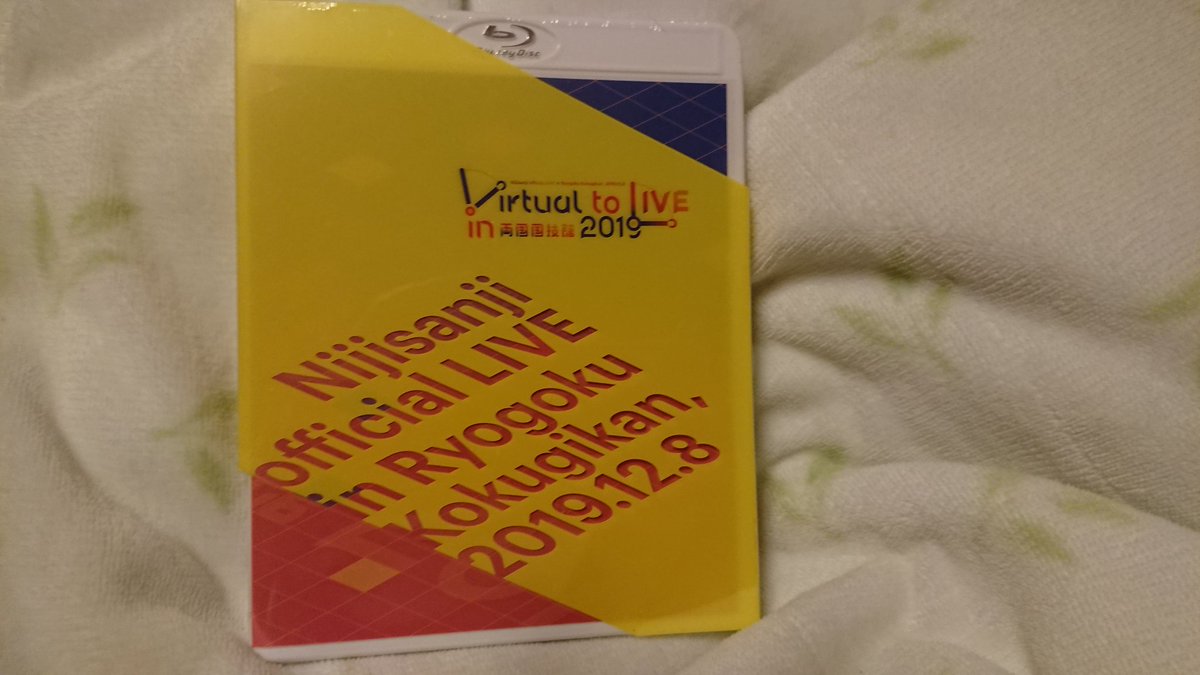 Blu-ray Disc
Virtual to LIVE
in 両国国技館 2019
Nijisanji
Official LIVE
in Ryogoku
Kokugikan,
2019.12.8